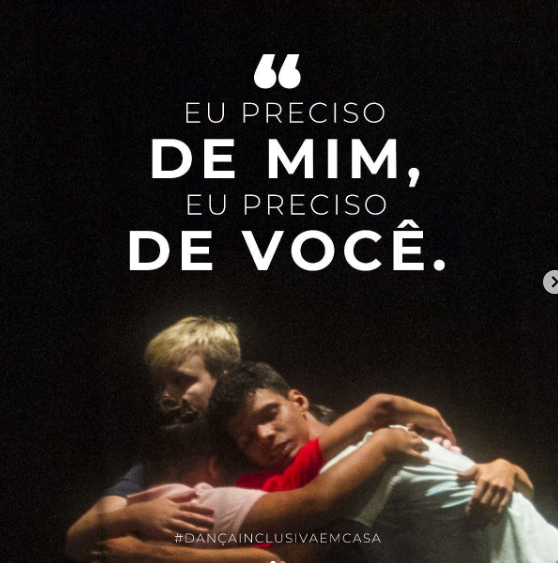 “
EU PRECISO
DE MIM,
EU PRECISO
DE VOCÊ.
#DANÇAINCLUSIVAEMCASA